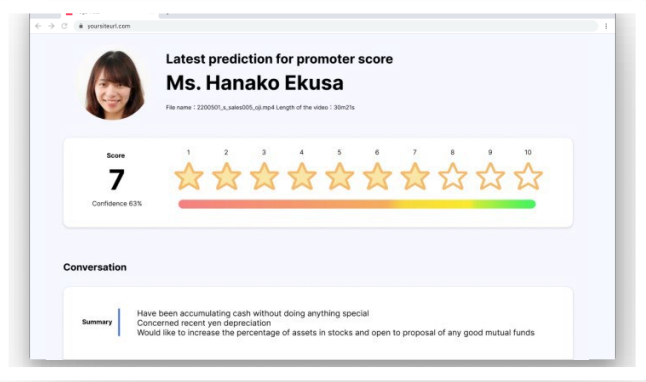 yoursiteurl.com
Latest prediction for promoter score
Ms. Hanako Ekusa
File name : 2200501_s_sales005_oji.mp4 Length of the video : 30m21s
Score
1 2 3 4 5 6 7 8 9 10
7
Confidence 63%
Conversation
Summary
Have been accumulating cash without doing anything special
Concerned recent yen depreciation
Would like to increase the percentage of assets in stocks and open to proposal of any good mutual funds